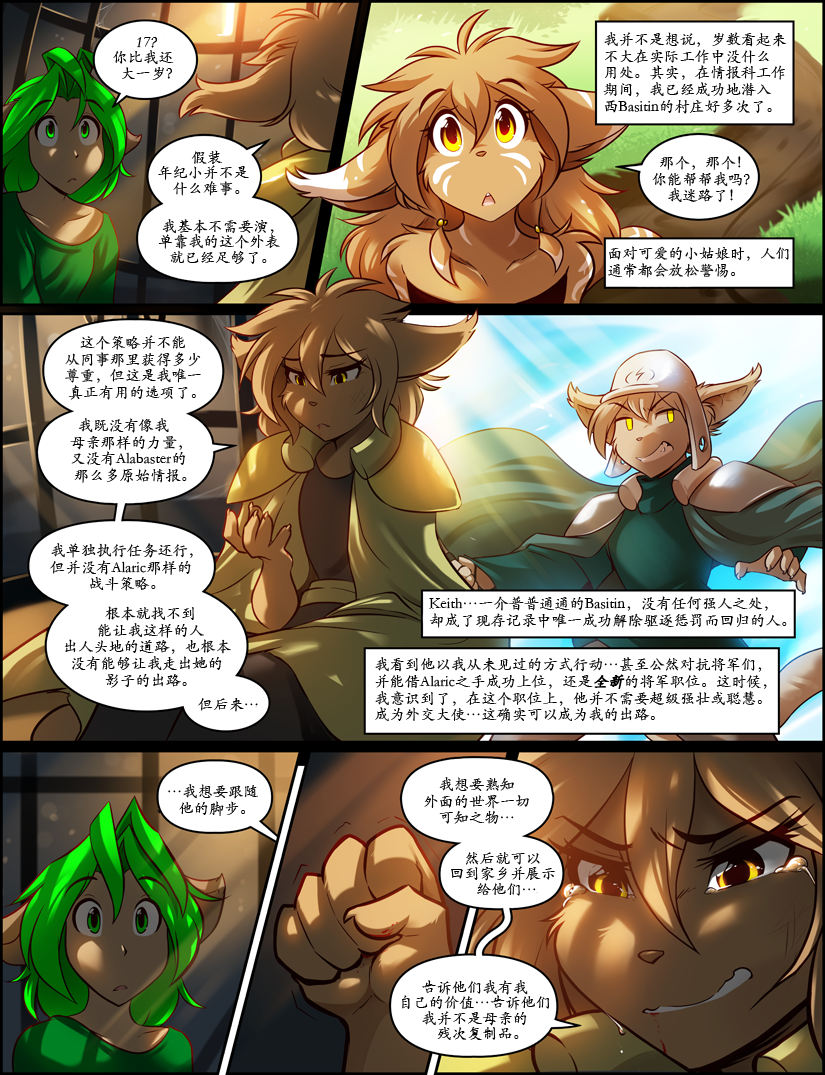 17?
你比我还
大一岁?
假装
年纪小并不是
什么难事。
我基本不需要演，
单靠我的这个外表
就已经足够了。
我并不是想说，岁数看起来
不大在实际工作中没什么
用处。其实，在情报科工作
期间，我已经成功地潜入
西Basitin的村庄好多次了。
那个，那个!
你能帮帮我吗?
我迷路了!
面对可爱的小姑娘时，人们
通常都会放松警惕。
这个策略并不能
从同事那里获得多少
尊重，但这是我唯一
真正有用的选项了。
我既没有像我
母亲那样的力量，
又没有Alabaster的
那么多原始情报。
我单独执行任务还行，
但并没有Alaric那样的
战斗策略。
根本就找不到
能让我这样的人
出人头地的道路，也根本
没有能够让我走出她的
影子的出路。
但后来…
Keith…一介普普通通的Basitin，没有任何强人之处，
却成了现存记录中唯一成功解除驱逐惩罚而回归的人。
我看到他以我从未见过的方式行动…甚至公然对抗将军们，
并能借Alaric之手成功上位，还是全新的将军职位。这时候，
我意识到了，在这个职位上，他并不需要超级强壮或聪慧。
成为外交大使…这确实可以成为我的出路。
…我想要跟随
他的脚步。
我想要熟知
外面的世界一切
可知之物…
然后就可以
回到家乡并展示
给他们…
告诉他们我有我
自己的价值…告诉他们
我并不是母亲的
残次复制品。